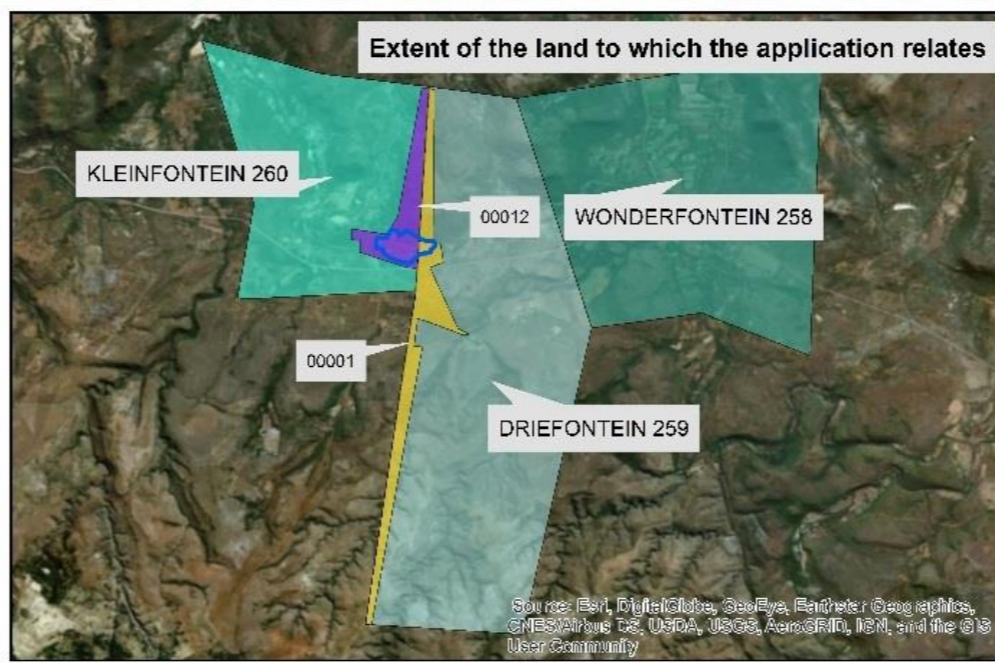 Extent of the land to which the application relates
KLEINFONTEIN 260
00012
WONDERFONTEIN 258
00001
DRIEFONTEIN 259
Source: Esri, DigitalGlobe, GeoEye, Earthstar Geographics,
CNES/Airbus DS, USDA, USGS, AeroGRID, IGN, and the GIS
User Community